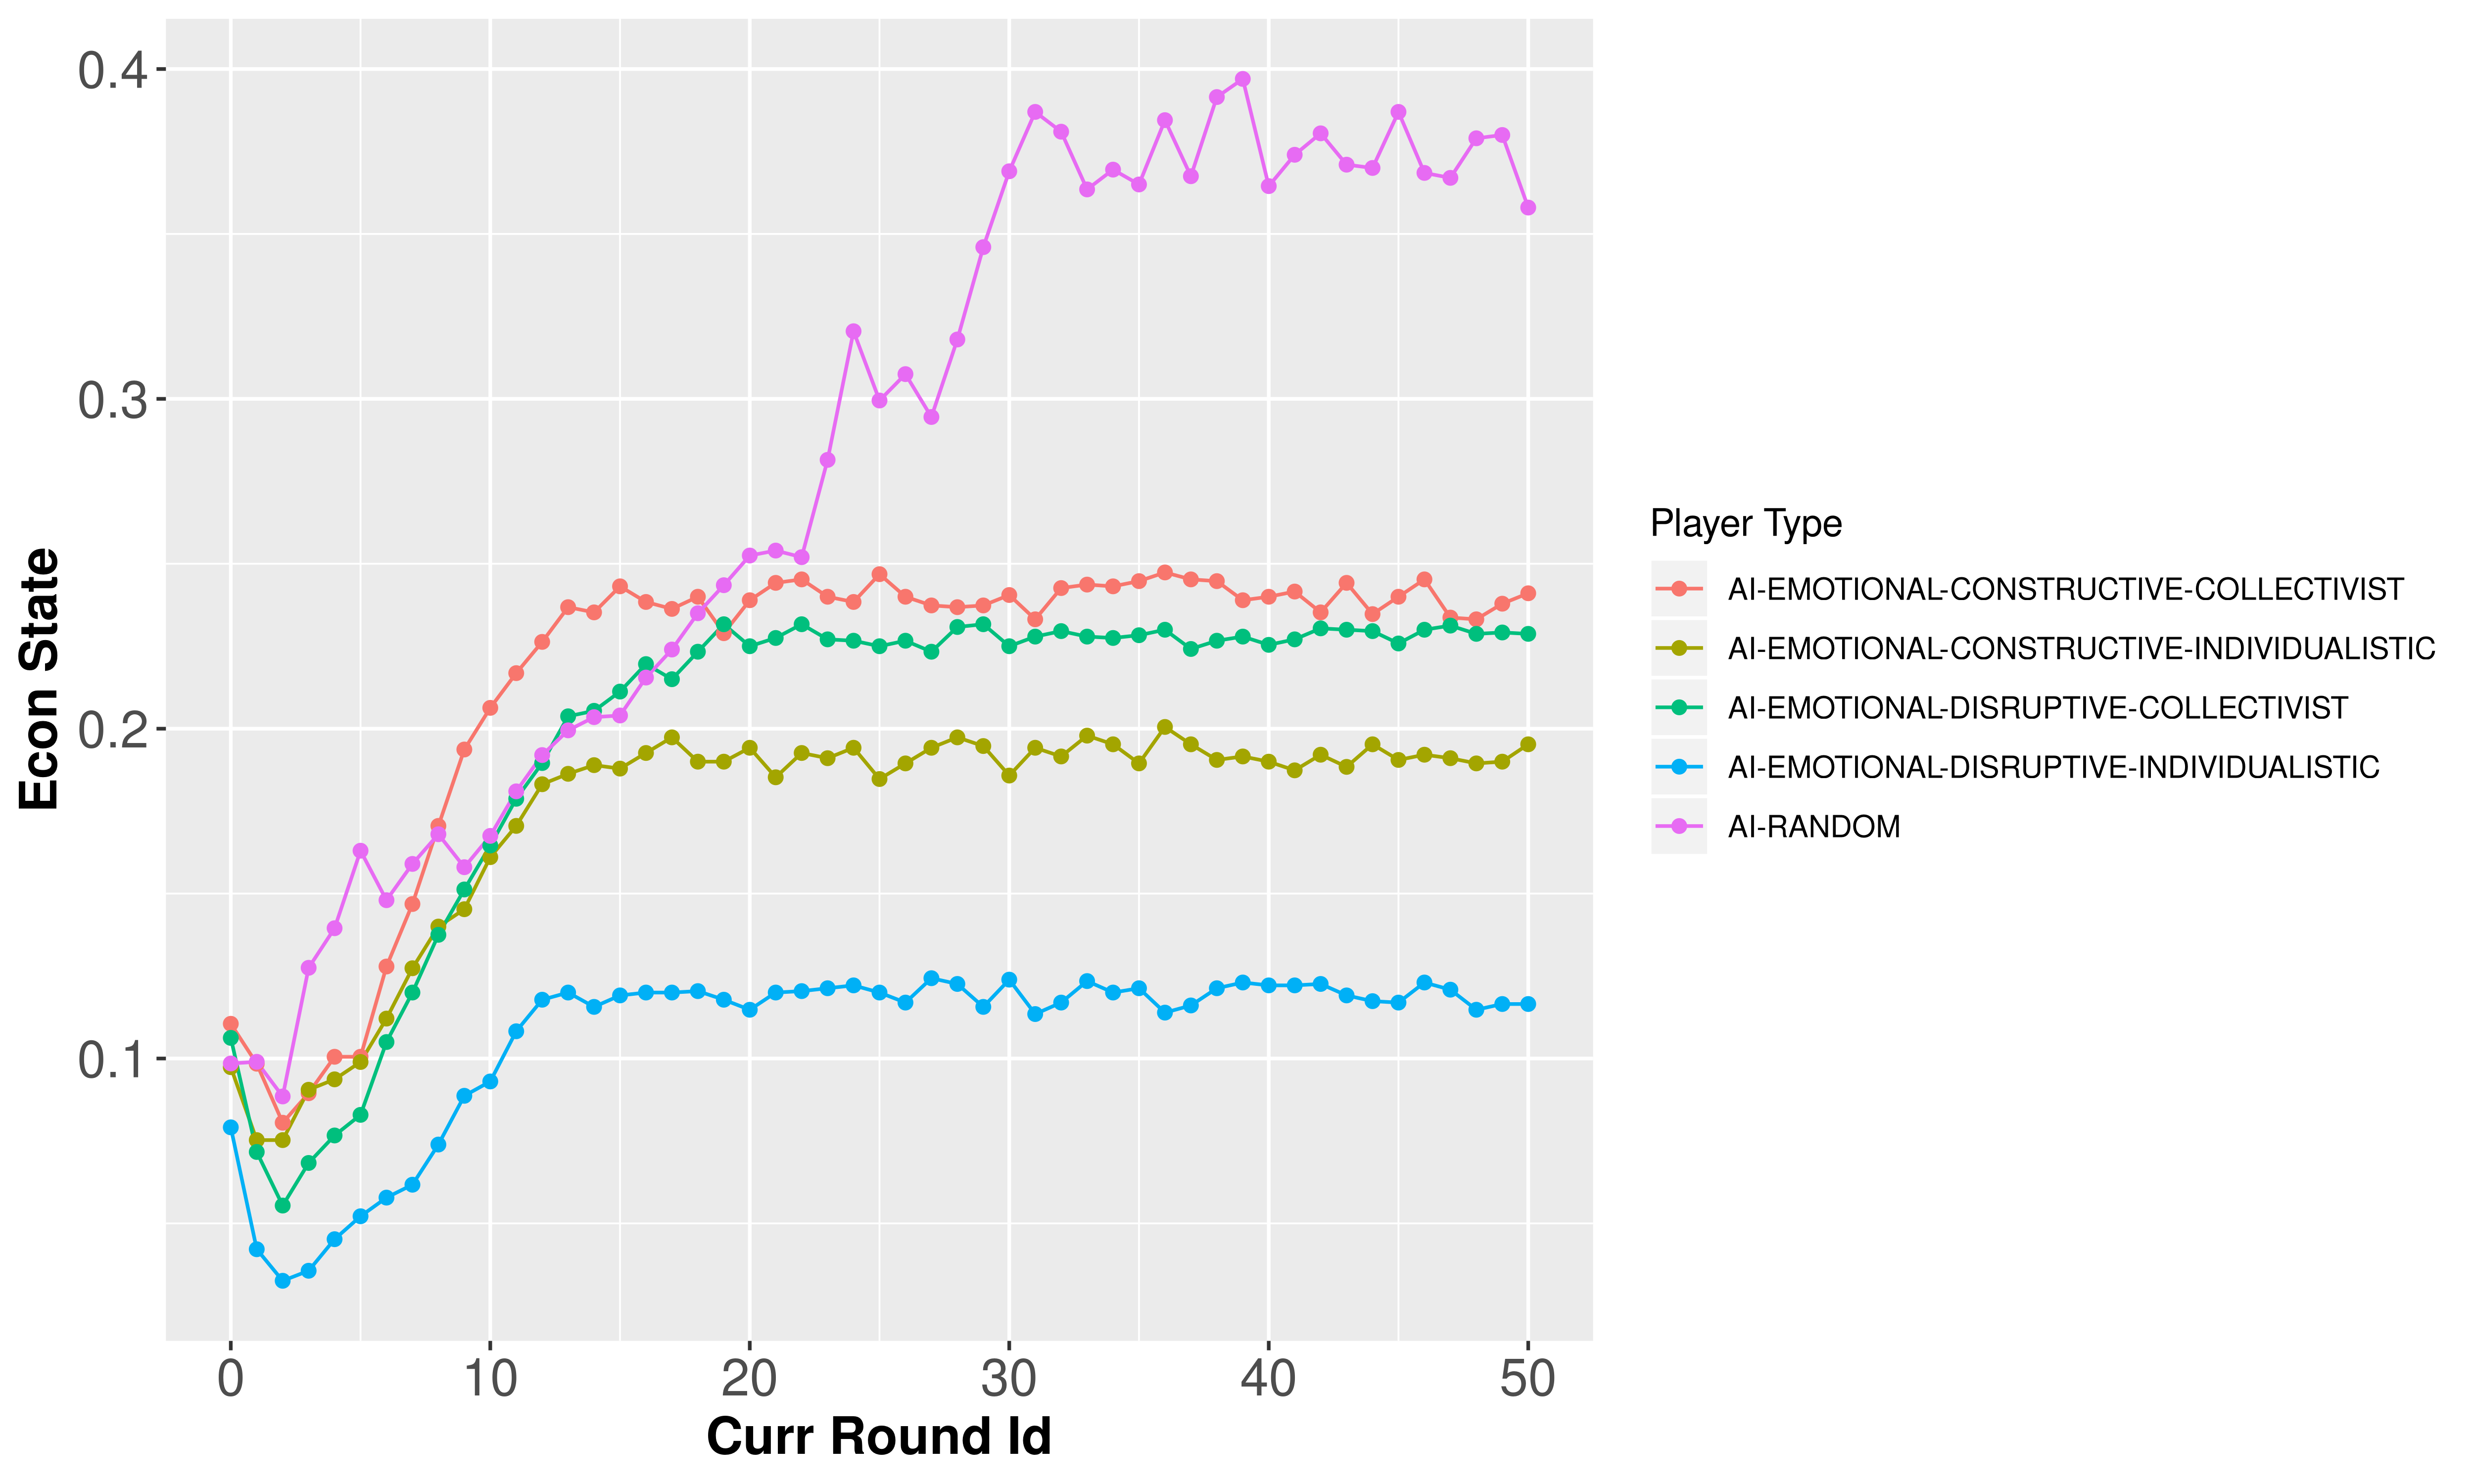 0.4
0.3
0.2
0.1
Econ State
0 10 20 30 40 50
Curr Round Id
Player Type
AI-EMOTIONAL-CONSTRUCTIVE-COLLECTIVIST
AI-EMOTIONAL-CONSTRUCTIVE-INDIVIDUALISTIC
AI-EMOTIONAL-DISRUPTIVE-COLLECTIVIST
AI-EMOTIONAL-DISRUPTIVE-INDIVIDUALISTIC
AI-RANDOM